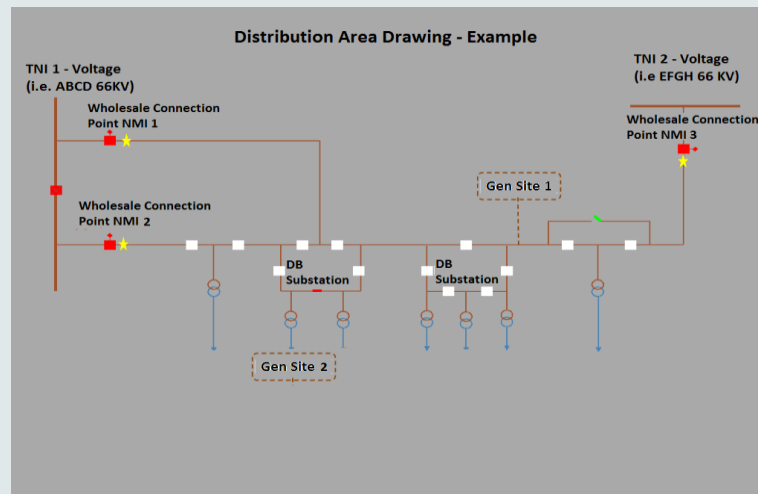 Distribution Area Drawing - Example
TNI 1 - Voltage
(i.e. ABCD 66KV)
TNI 2 - Voltage
(i.e EFGH 66 KV)
Wholesale Connection
Point NMI 1
Wholesale Connection
Point NMI 3
Gen Site 1
Wholesale Connection
Point NMI 2
DB
Substation
DB
Substation
Gen Site 2